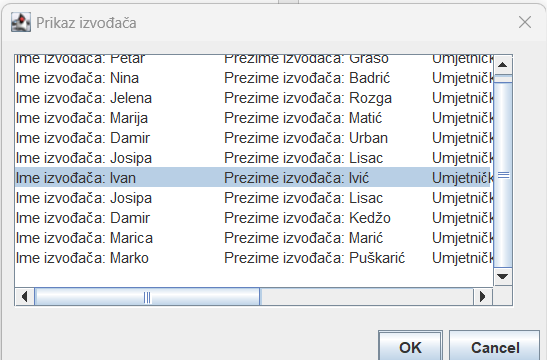 Prikaz izvođača
Ime izvođača: Petar Prezime izvođača: Grašo Umjetničk
Ime izvođača: Nina Prezime izvođača: Badrić Umjetničk
Ime izvođača: Jelena Prezime izvođača: Rozga Umjetničk
Ime izvođača: Marija Prezime izvođača: Matić Umjetničk
Ime izvođača: Damir Prezime izvođača: Urban Umjetničk
Ime izvođača: Josipa Prezime izvođača: Lisac Umjetničk
Ime izvođača: Ivan Prezime izvođača: Ivić Umjetničk
Ime izvođača: Josipa Prezime izvođača: Lisac Umjetničk
Ime izvođača: Damir Prezime izvođača: Kedžo Umjetničk
Ime izvođača: Marica Prezime izvođača: Marić Umjetničk
Ime izvođača: Marko Prezime izvođača: Puškarić Umjetničk
OK Cancel